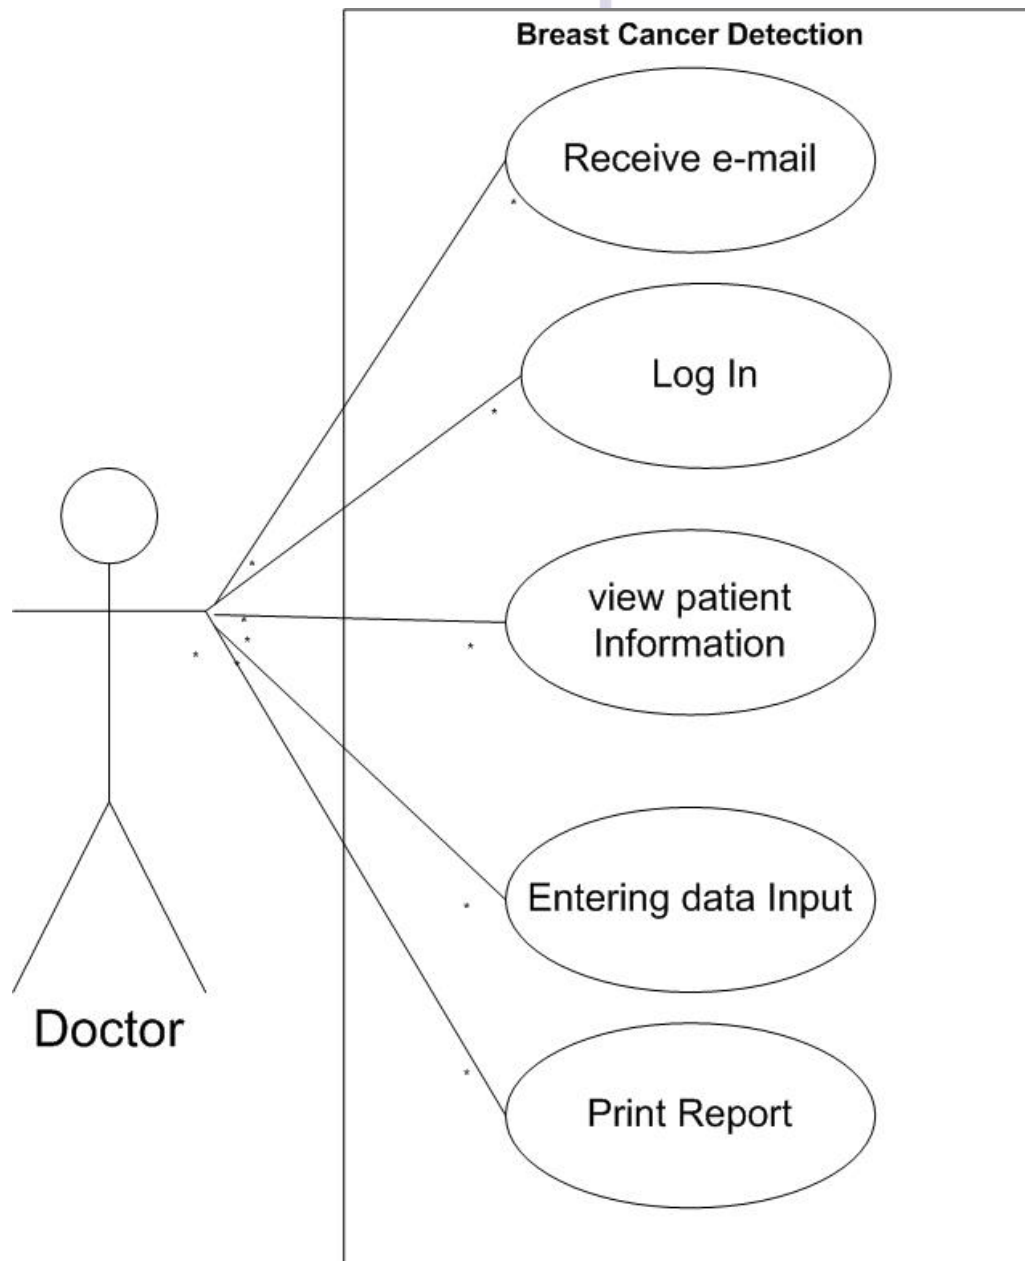 Breast Cancer Detection
Receive e-mail
*
Log In
*
*
view patient
Information
*
*
*
*
*
Entering data Input
*
*
Print Report
Doctor